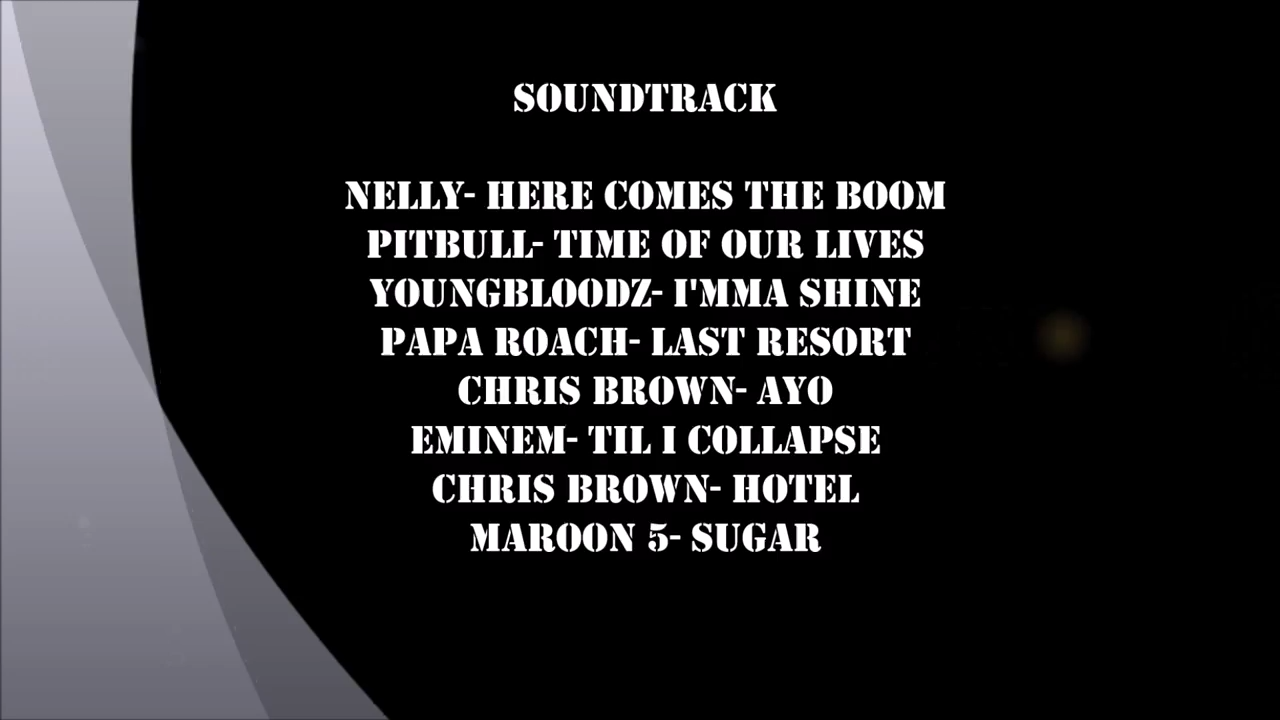 SOUNDTRACK
NELLY- HERE COMES THE BOOM
PITBULL- TIME OF OUR LIVES
YOUNGBLOODZ- I'MMA SHINE
PAPA ROACH- LAST RESORT
CHRIS BROWN- AYO
EMINEM- TIL I COLLAPSE
CHRIS BROWN- HOTEL
MAROON 5- SUGAR